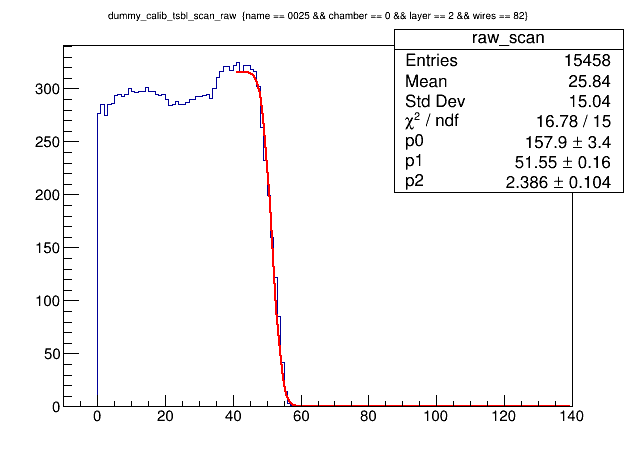 dummy_calib_tsbl_scan_raw {name == 0025 && chamber == 0 && layer == 2 && wires == 82}
raw_scan
Entries 15458
Mean 25.84
Std Dev 15.04
χ² / ndf 16.78 / 15
p0 157.9 ± 3.4
p1 51.55 ± 0.16
p2 2.386 ± 0.104
300
250
200
150
100
50
0
0 20 40 60 80 100 120 140